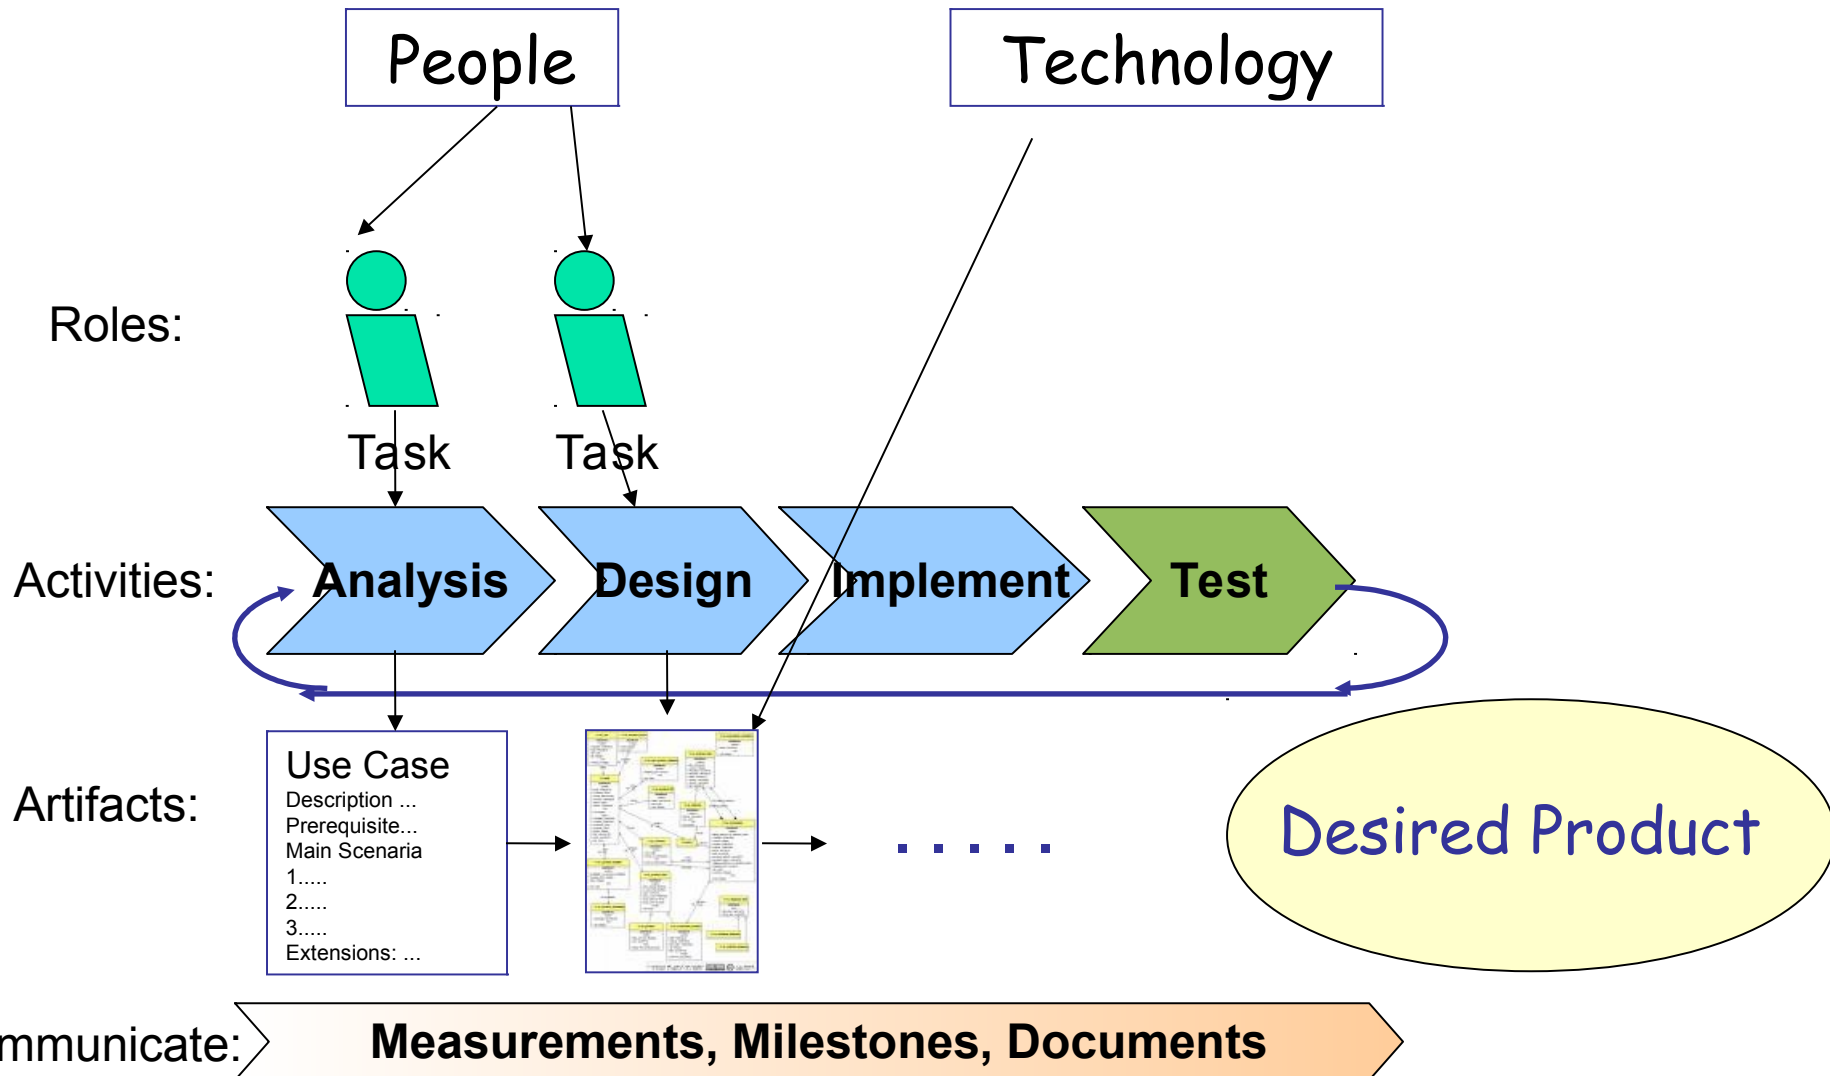 People
Technology
Roles:
Task
Task
Activities:
Analysis
Design
Implement
Test
Artifacts:
Use Case
Description ...
Prerequisite...
Main Scenaria
1.....
2.....
3.....
Extensions: ...
. . . . .
Desired Product
mmunicate:
Measurements, Milestones, Documents